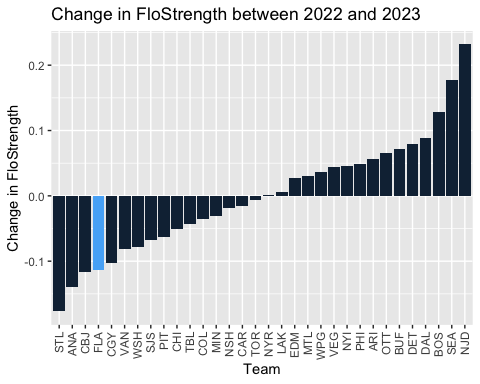 Change in FloStrength between 2022 and 2023
Change in FloStrength
0.2
0.1
0.0
-0.1
STL ANA CBJ FLA CGY VAN WSH SJS PIT CHI TBL COL MIN NSH CAR TOR NYR LAK EDM MTL WPG VEG NYI PHI ARI OTT BUF DET DAL BOS SEA NJD
Team